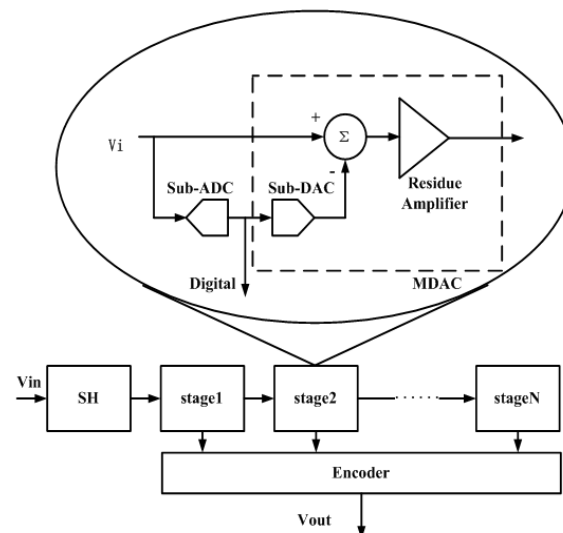 +
Σ
Vi
-
Sub-ADC
Sub-DAC
Residue
Amplifier
Digital
MDAC
Vin
SH
stage1
stage2
......
stageN
Encoder
Vout